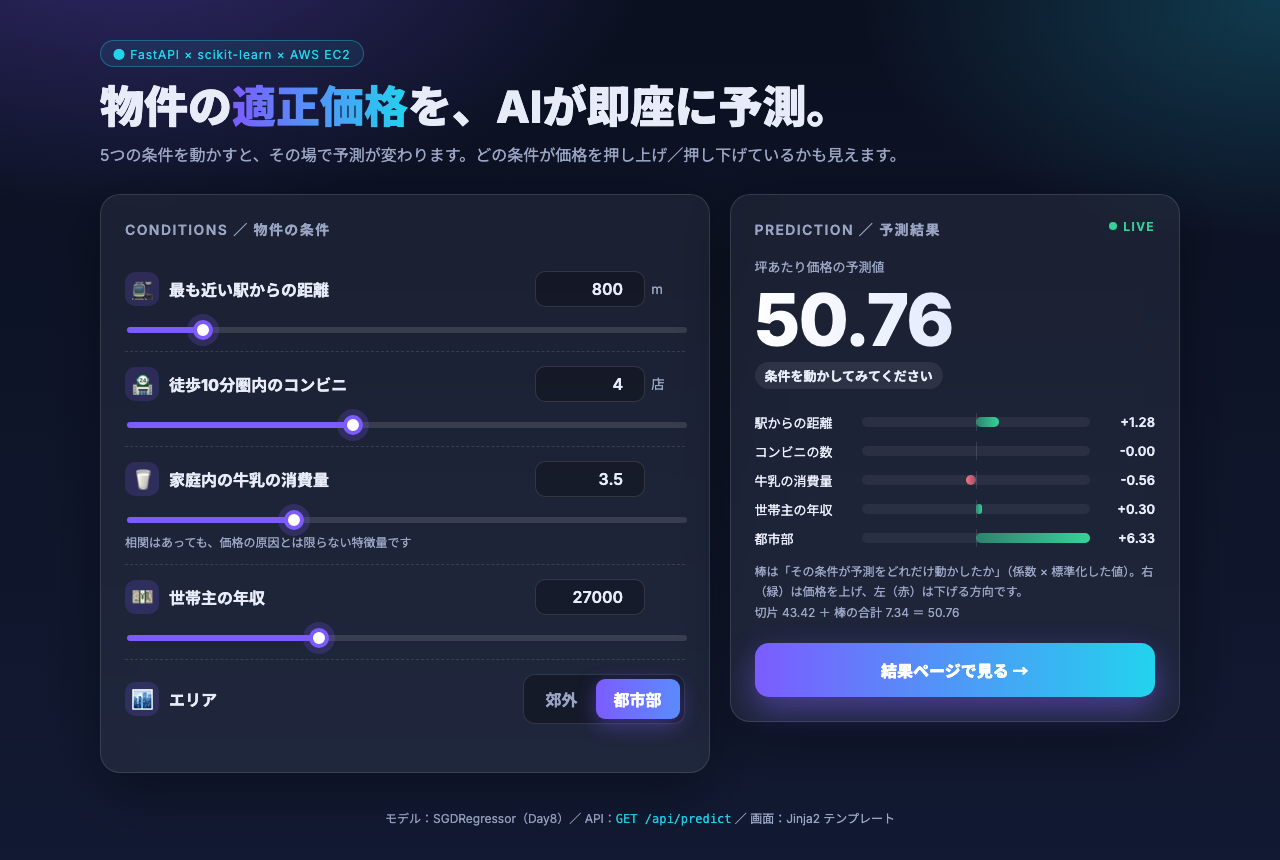 FastAPI × scikit-learn × AWS EC2
物件の適正価格を、AIが即座に予測。
5つの条件を動かすと、その場で予測が変わります。どの条件が価格を押し上げ／押し下げているかも見えます。
CONDITIONS ／ 物件の条件
最も近い駅からの距離 800 m
徒歩10分圏内のコンビニ 4 店
家庭内の牛乳の消費量 3.5
相関はあっても、価格の原因とは限らない特徴量です
世帯主の年収 27000
エリア 郊外 都市部
PREDICTION ／ 予測結果 LIVE
坪あたり価格の予測値
50.76
条件を動かしてみてください
駅からの距離 +1.28
コンビニの数 -0.00
牛乳の消費量 -0.56
世帯主の年収 +0.30
都市部 +6.33
棒は「その条件が予測をどれだけ動かしたか」（係数 × 標準化した値）。右
（緑）は価格を上げ、左（赤）は下げる方向です。
切片 43.42 ＋ 棒の合計 7.34 ＝ 50.76
結果ページで見る →
モデル：SGDRegressor（Day8）／ API：GET /api/predict ／ 画面：Jinja2 テンプレート